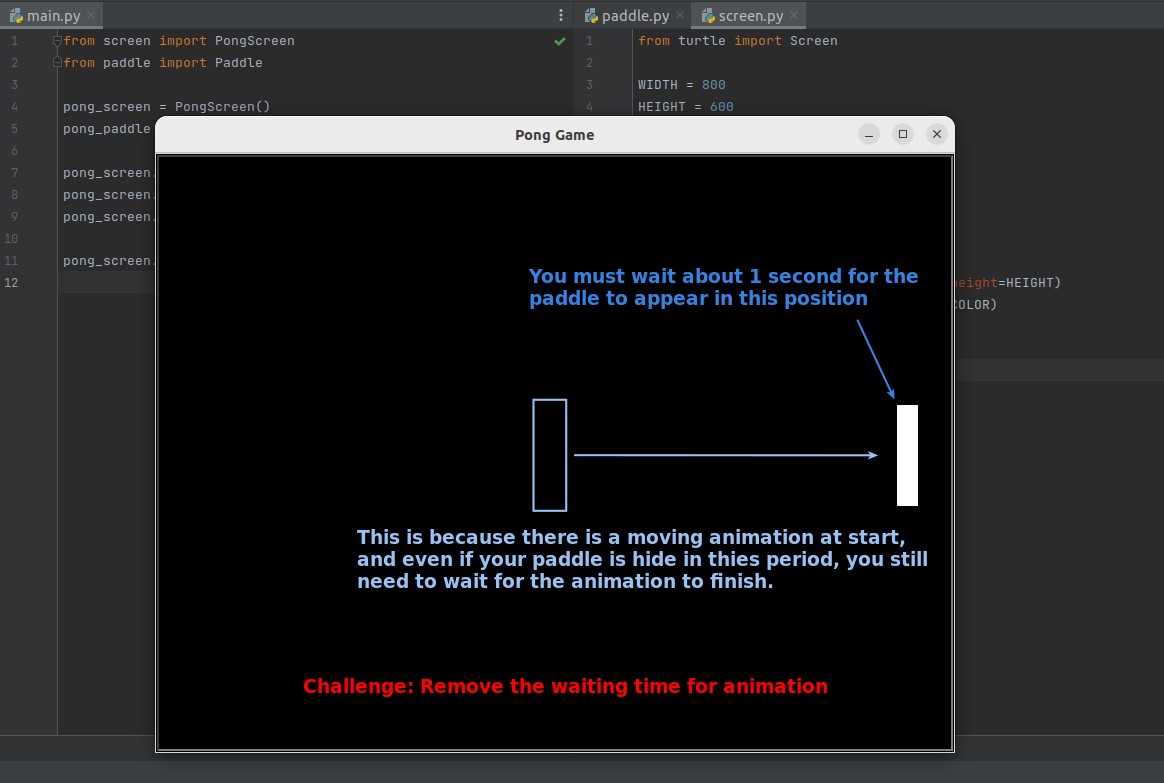 main.py
paddle.py
screen.py
1 from screen import PongScreen
2 from paddle import Paddle
3
4 pong_screen = PongScreen()
5 pong_paddle
6
7 pong_screen.
8 pong_screen.
9 pong_screen.
10
11 pong_screen.
12
1 from turtle import Screen
2
3 WIDTH = 800
4 HEIGHT = 600
height=HEIGHT)
COLOR)
Pong Game
You must wait about 1 second for the
paddle to appear in this position
This is because there is a moving animation at start,
and even if your paddle is hide in thies period, you still
need to wait for the animation to finish.
Challenge: Remove the waiting time for animation